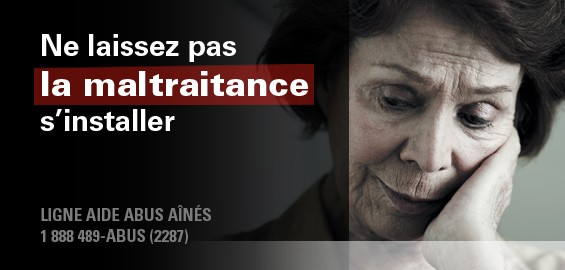 Ne laissez pas
la maltraitance
s'installer
LIGNE AIDE ABUS AÎNÉS
1 888 489-ABUS (2287)